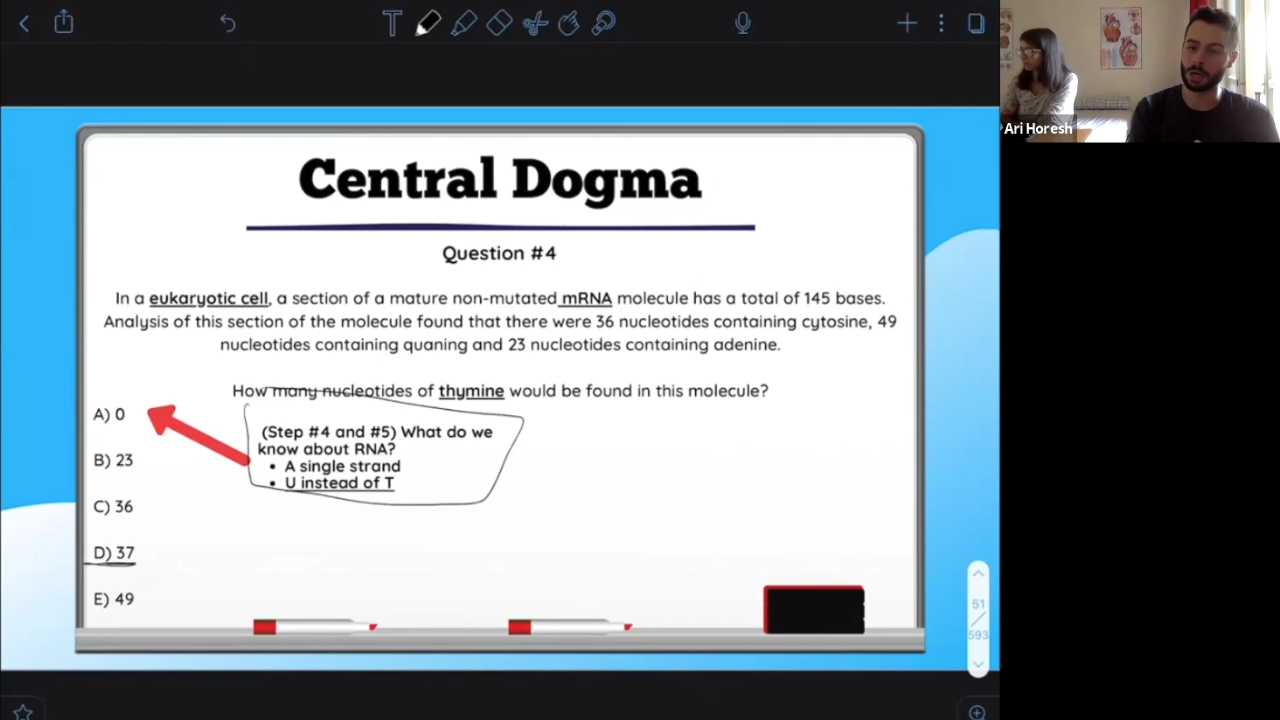 Ari Horesh
Central Dogma
Question #4
In a eukaryotic cell, a section of a mature non-mutated mRNA molecule has a total of 145 bases.
Analysis of this section of the molecule found that there were 36 nucleotides containing cytosine, 49
nucleotides containing quaning and 23 nucleotides containing adenine.
How many nucleotides of thymine would be found in this molecule?
A) 0
(Step #4 and #5) What do we
know about RNA?
• A single strand
• U instead of T
B) 23
C) 36
D) 37
E) 49
51
/
593